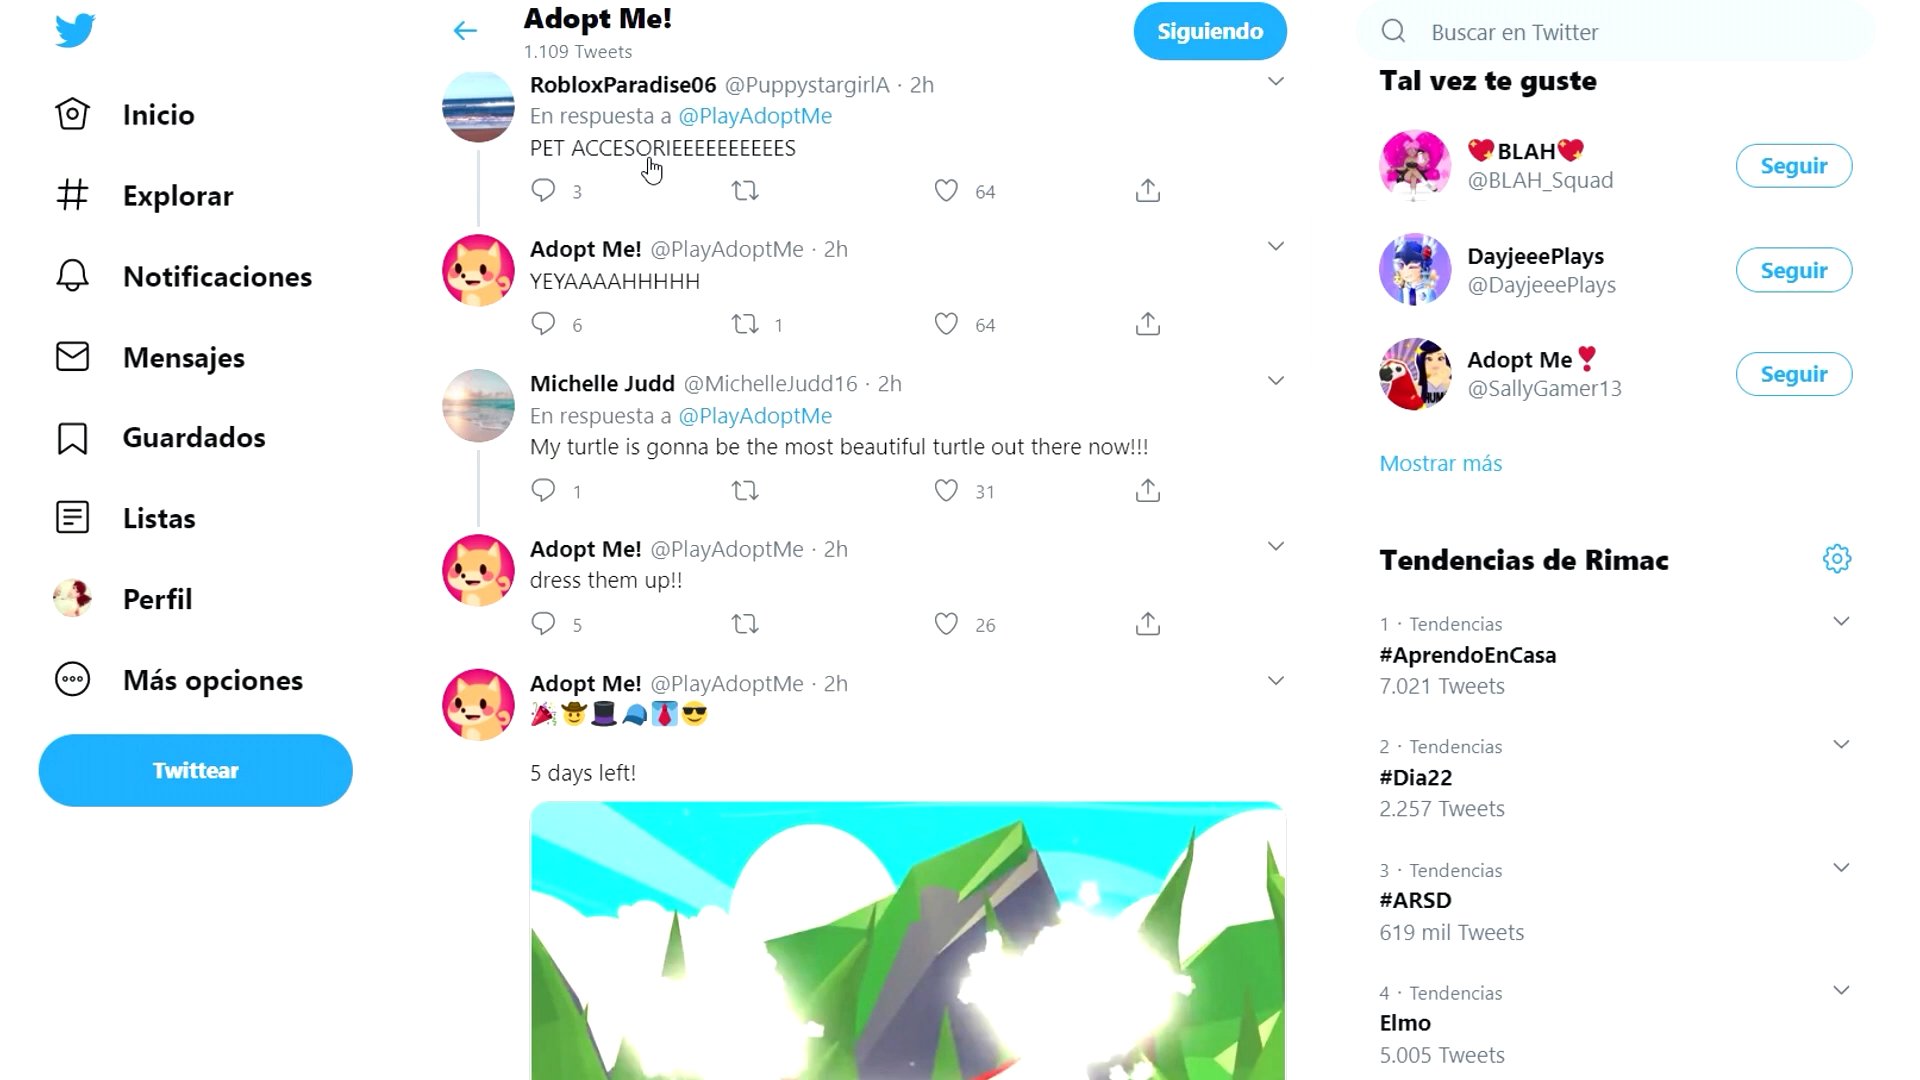 Inicio
Explorar
Notificaciones
Mensajes
Guardados
Listas
Perfil
Más opciones
Twittear
Adopt Me!
1.109 Tweets
Siguiendo
RobloxParadise06 @PuppystargirlA · 2h
En respuesta a @PlayAdoptMe
PET ACCESORIEEEEEEEEEES
3 64
Adopt Me! @PlayAdoptMe · 2h
YEYAAAAHHHHH
6 1 64
Michelle Judd @MichelleJudd16 · 2h
En respuesta a @PlayAdoptMe
My turtle is gonna be the most beautiful turtle out there now!!!
1 31
Adopt Me! @PlayAdoptMe · 2h
dress them up!!
5 26
Adopt Me! @PlayAdoptMe · 2h
🎉🤠🎩🧢👔😎
5 days left!
Buscar en Twitter
Tal vez te guste
💖BLAH💖
@BLAH_Squad
Seguir
DayjeeePlays
@DayjeeePlays
Seguir
Adopt Me❣
@SallyGamer13
Seguir
Mostrar más
Tendencias de Rimac
1 · Tendencias
#AprendoEnCasa
7.021 Tweets
2 · Tendencias
#Dia22
2.257 Tweets
3 · Tendencias
#ARSD
619 mil Tweets
4 · Tendencias
Elmo
5.005 Tweets